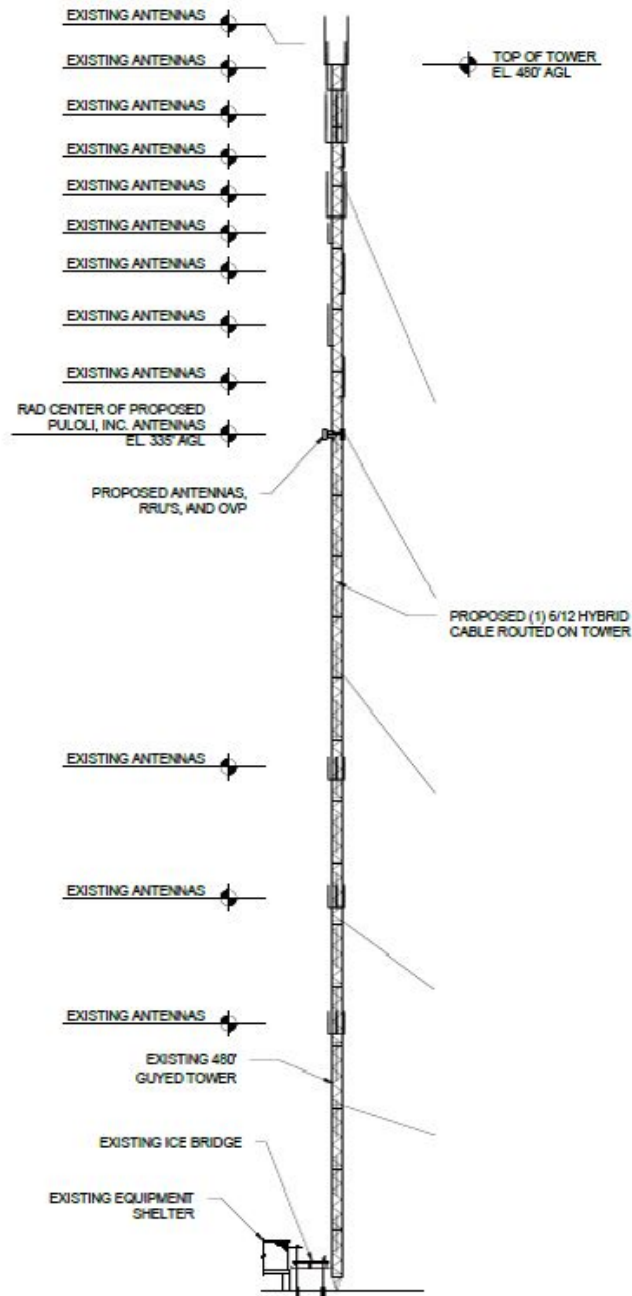 EXISTING ANTENNAS
TOP OF TOWER
EL. 480' AGL
EXISTING ANTENNAS
EXISTING ANTENNAS
EXISTING ANTENNAS
EXISTING ANTENNAS
EXISTING ANTENNAS
EXISTING ANTENNAS
EXISTING ANTENNAS
EXISTING ANTENNAS
RAD CENTER OF PROPOSED
PULOLI, INC. ANTENNAS
EL. 335' AGL
PROPOSED ANTENNAS,
RRU'S, AND OVP
PROPOSED (1) 6/12 HYBRID
CABLE ROUTED ON TOWER
EXISTING ANTENNAS
EXISTING ANTENNAS
EXISTING ANTENNAS
EXISTING 480'
GUYED TOWER
EXISTING ICE BRIDGE
EXISTING EQUIPMENT
SHELTER